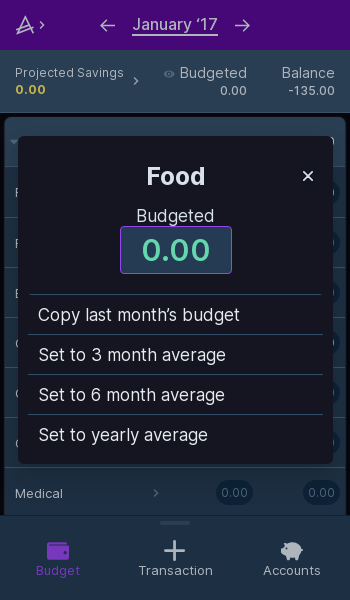 January ‘17
Projected Savings
0.00
Budgeted
0.00
Balance
-135.00
Food
Budgeted
0.00
Copy last month’s budget
Set to 3 month average
Set to 6 month average
Set to yearly average
Medical
0.00
0.00
Budget
Transaction
Accounts